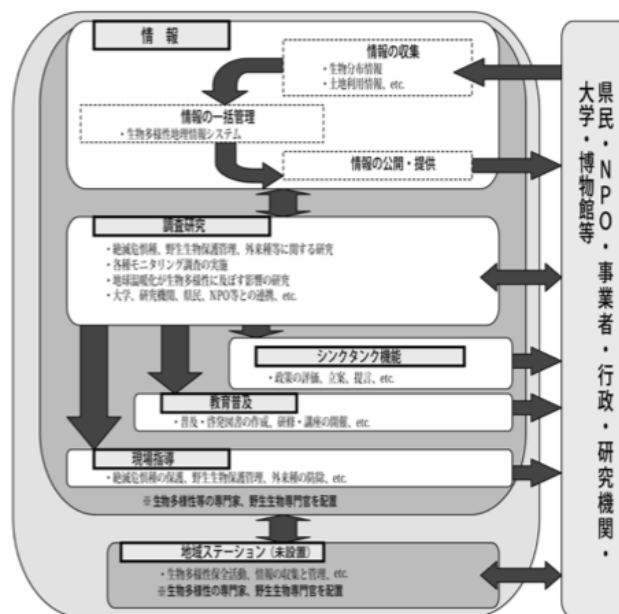 情 報
情報の収集
・生物分布情報
・土地利用情報、etc.
情報の一括管理
・生物多様性地理情報システム
情報の公開・提供
調査研究
・絶滅危惧種、野生生物保護管理、外来種等に関する研究
・各種モニタリング調査の実施
・地球温暖化が生物多様性に及ぼす影響の研究
・大学、研究機関、県民、NPO等との連携、etc.
シンクタンク機能
・政策の評価、立案、提言、etc.
教育普及
・普及・啓発図書の作成、研修・講座の開催、etc.
現場指導
・絶滅危惧種の保護、野生生物保護管理、外来種の防除、etc.
※生物多様性等の専門家、野生生物専門官を配置
地域ステーション（未設置）
・生物多様性保全活動、情報の収集と管理、etc.
※生物多様性の専門家、野生生物専門官を配置
県民・NPO・事業者・行政・研究機関・
大学・博物館等